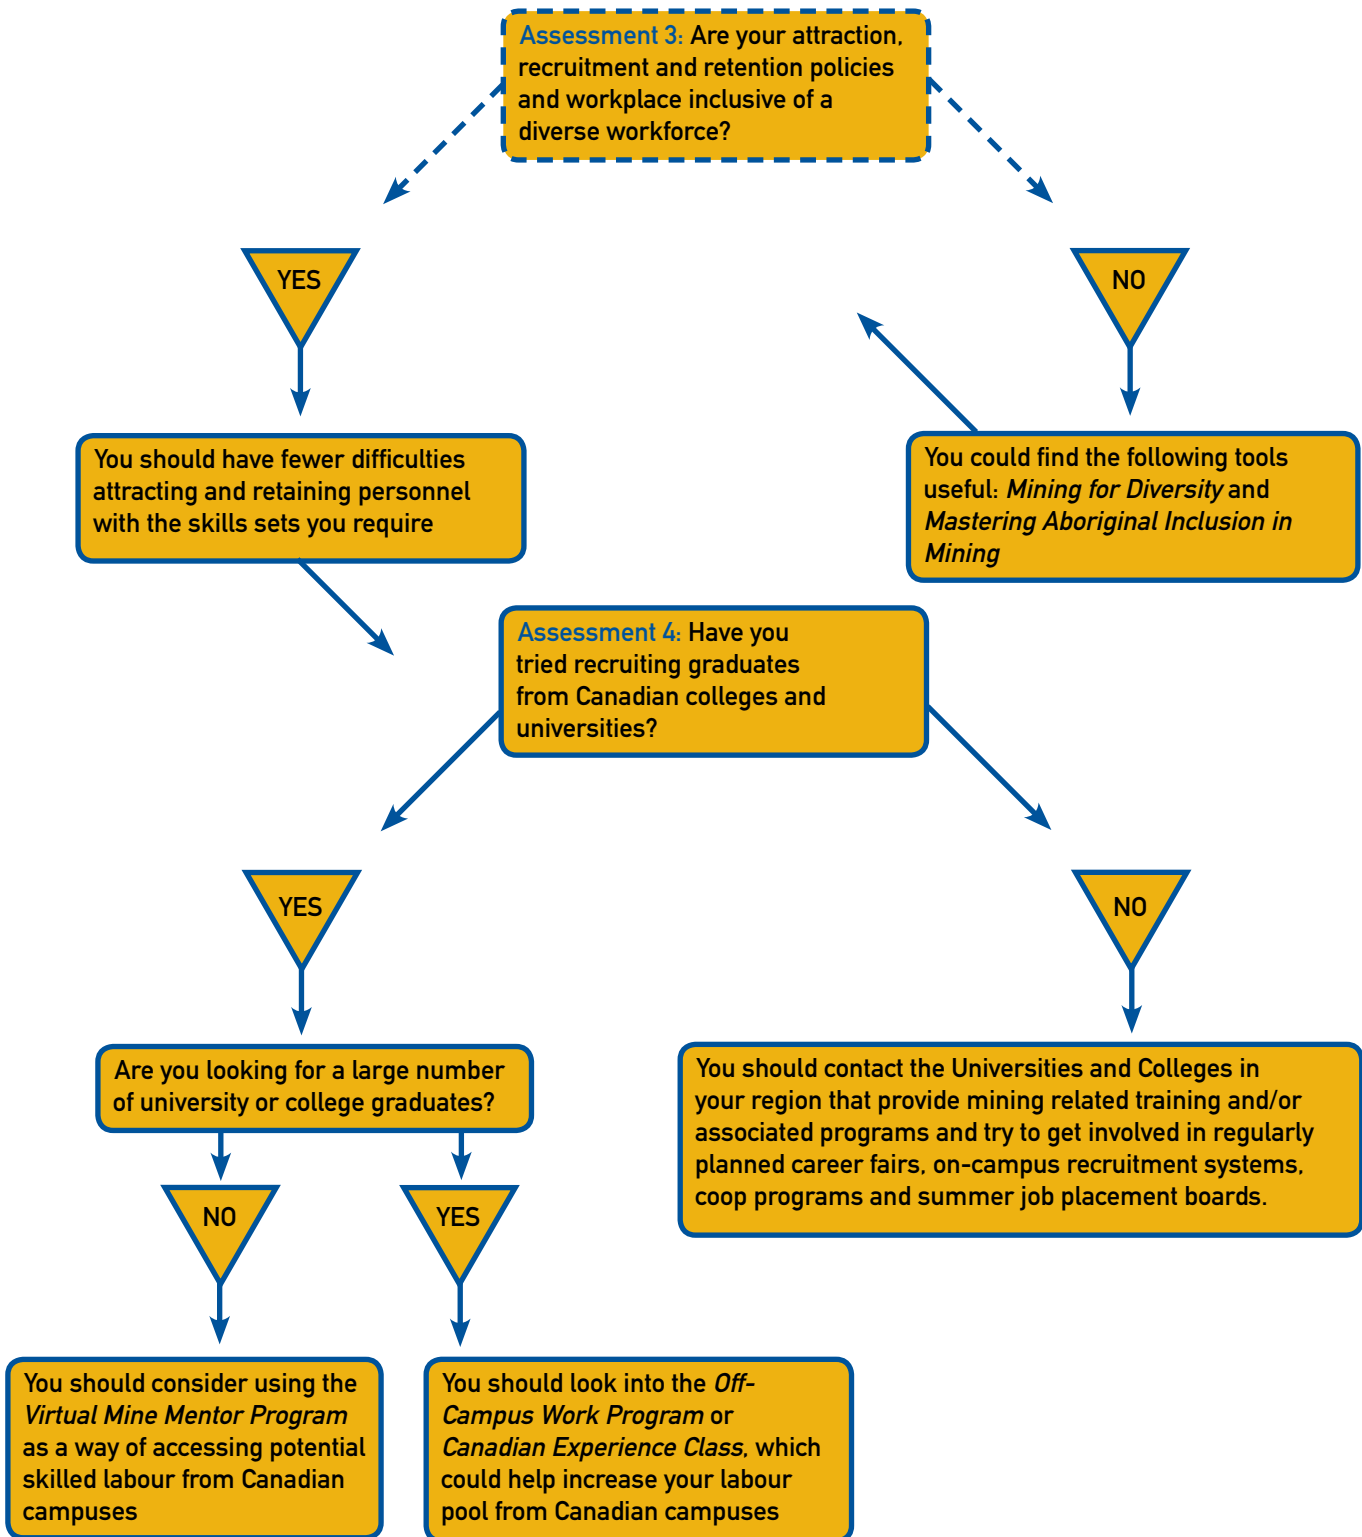 Assessment 3: Are your attraction,
recruitment and retention policies
and workplace inclusive of a
diverse workforce?
YES
NO
You should have fewer difficulties
attracting and retaining personnel
with the skills sets you require
You could find the following tools
useful: Mining for Diversity and
Mastering Aboriginal Inclusion in
Mining
Assessment 4: Have you
tried recruiting graduates
from Canadian colleges and
universities?
YES
NO
Are you looking for a large number
of university or college graduates?
You should contact the Universities and Colleges in
your region that provide mining related training and/or
associated programs and try to get involved in regularly
planned career fairs, on-campus recruitment systems,
coop programs and summer job placement boards.
NO
YES
You should consider using the
Virtual Mine Mentor Program
as a way of accessing potential
skilled labour from Canadian
campuses
You should look into the Off-
Campus Work Program or
Canadian Experience Class, which
could help increase your labour
pool from Canadian campuses